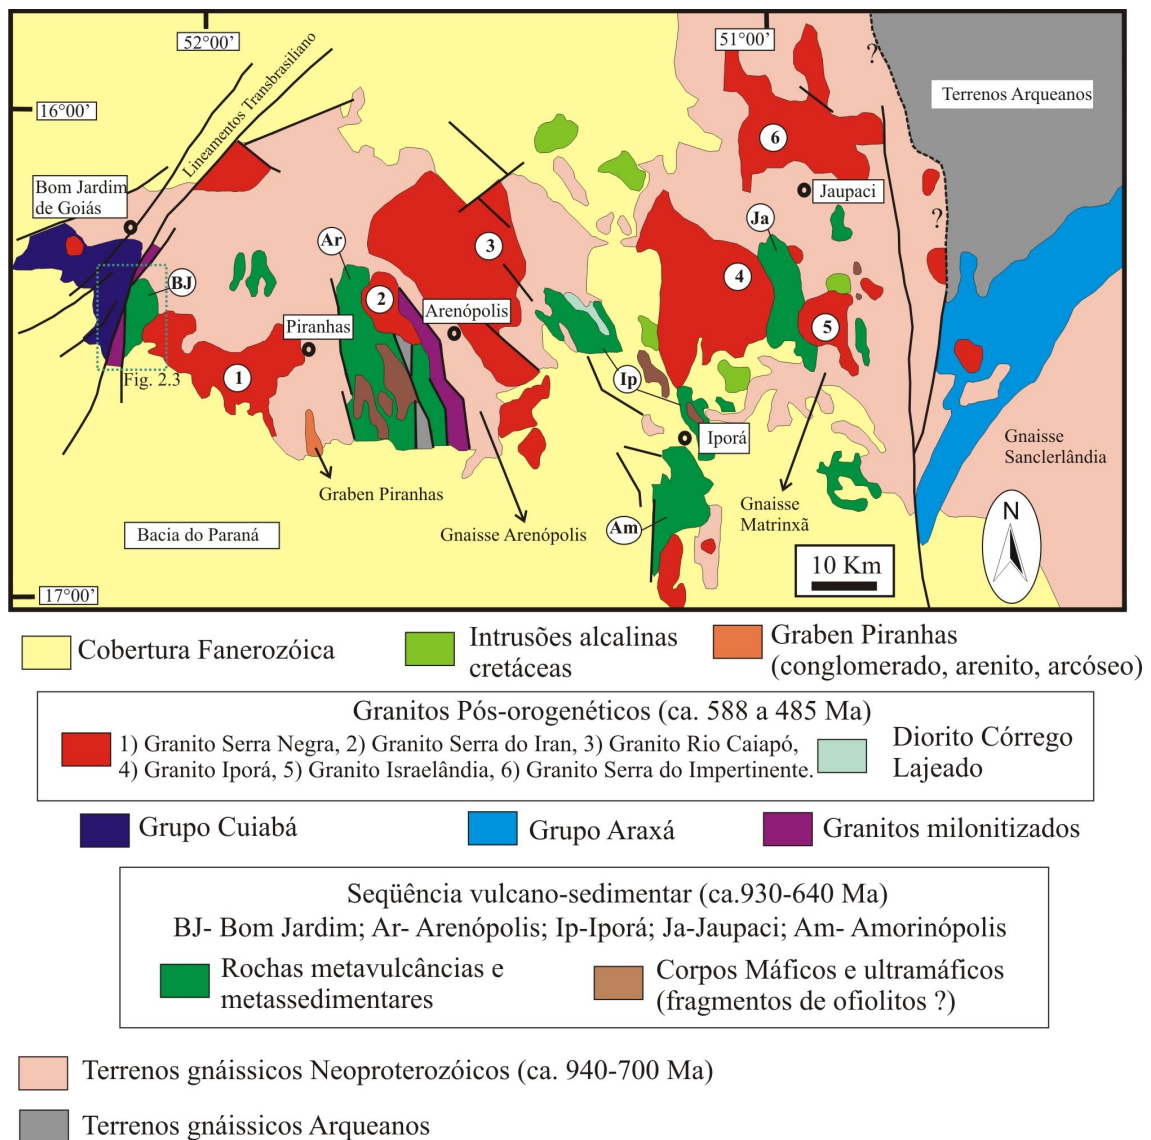 52°00’
51°00’
?
Terrenos Arqueanos
Lineamentos Transbrasiliano
16°00’
6
Bom Jardim
de Goiás
Jaupaci
Ja
?
Ar
3
4
BJ
2
Arenópolis
Piranhas
5
Fig. 2.3
1
Ip
Iporá
Gnaisse
Sanclerlândia
Graben Piranhas
Gnaisse
Matrinxã
N
Bacia do Paraná
Gnaisse Arenópolis
Am
10 Km
17°00’
Cobertura Fanerozóica
Intrusões alcalinas
cretáceas
Graben Piranhas
(conglomerado, arenito, arcóseo)
Granitos Pós-orogenéticos (ca. 588 a 485 Ma)
1) Granito Serra Negra, 2) Granito Serra do Iran, 3) Granito Rio Caiapó,
4) Granito Iporá, 5) Granito Israelândia, 6) Granito Serra do Impertinente.
Diorito Córrego
Lajeado
Grupo Cuiabá
Grupo Araxá
Granitos milonitizados
Seqüência vulcano-sedimentar (ca.930-640 Ma)
BJ- Bom Jardim; Ar- Arenópolis; Ip-Iporá; Ja-Jaupaci; Am- Amorinópolis
Rochas metavulcâncias e
metassedimentares
Corpos Máficos e ultramáficos
(fragmentos de ofiolitos ?)
Terrenos gnáissicos Neoproterozóicos (ca. 940-700 Ma)
Terrenos gnáissicos Arqueanos